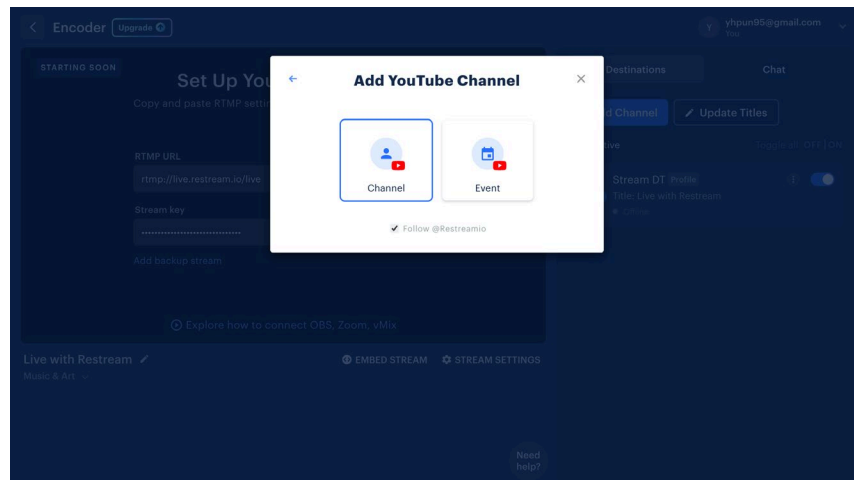 Encoder Upgrade
Y yhpun95@gmail.com
You
STARTING SOON
Set Up You
Copy and paste RTMP settin
RTMP URL
rtmp://live.restream.io/live
Stream key
Add backup stream
Explore how to connect OBS, Zoom, vMix
Live with Restream
Music & Art
EMBED STREAM
STREAM SETTINGS
Need
help?
Add YouTube Channel
Channel
Event
Follow @Restreamio
Destinations
Chat
d Channel
Update Titles
tive
Toggle all: OFF | ON
Stream DT Profile
Title: Live with Restream
Offline